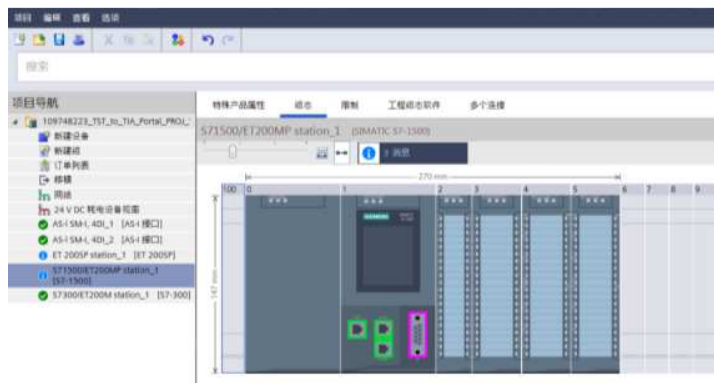 项目 编辑 查看 选项
搜索
项目导航
109748223_TST_to_TIA_Portal_PROJ_
新建设备
新建组
订单列表
移植
网络
24 V DC 耗电设备视图
AS-i SM-I, 4DI_1 [AS-i 接口]
AS-i SM-I, 4DI_2 [AS-i 接口]
ET 200SP station_1 [ET 200SP]
S71500/ET200MP station_1
[S7-1500]
S7300/ET200M station_1 [S7-300]
特殊产品属性 组态 限制 工程组态软件 多个连接
S71500/ET200MP station_1 (SIMATIC S7-1500)
3 消息
270 mm
100 0 1 2 3 4 5 6 7 8 9
SIEMENS
147 mm